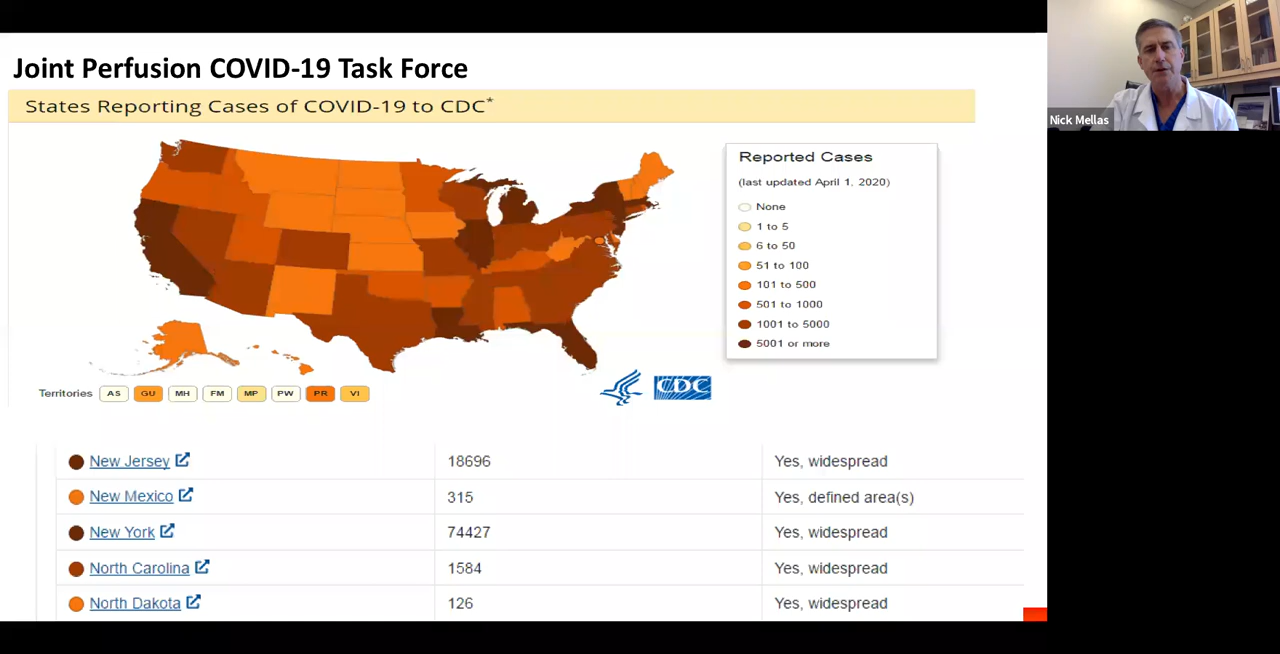 Joint Perfusion COVID-19 Task Force
States Reporting Cases of COVID-19 to CDC*
Nick Mellas
Reported Cases
(last updated April 1, 2020)
None
1 to 5
6 to 50
51 to 100
101 to 500
501 to 1000
1001 to 5000
5001 or more
Territories AS GU MH FM MP PW PR VI
CDC
New Jersey 18696 Yes, widespread
New Mexico 315 Yes, defined area(s)
New York 74427 Yes, widespread
North Carolina 1584 Yes, widespread
North Dakota 126 Yes, widespread